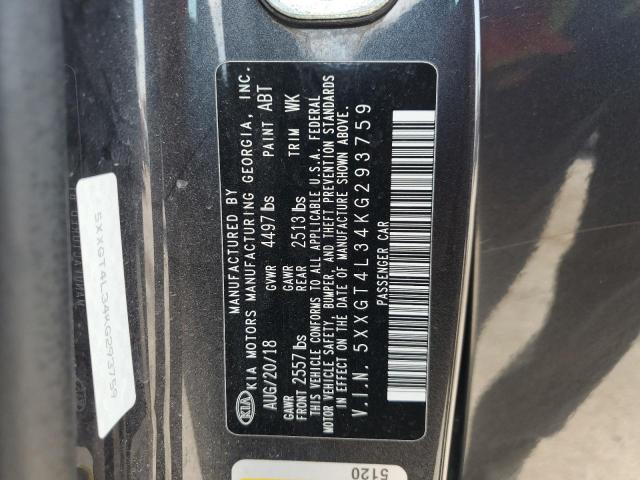 MANUFACTURED BY
KIA KIA MOTORS MANUFACTURING GEORGIA, INC.
AUG/20/18 GVWR 4497 lbs PAINT ABT
GAWR FRONT 2557 lbs GAWR REAR 2513 lbs TRIM WK
THIS VEHICLE CONFORMS TO ALL APPLICABLE U.S.A. FEDERAL
MOTOR VEHICLE SAFETY, BUMPER, AND THEFT PREVENTION STANDARDS
IN EFFECT ON THE DATE OF MANUFACTURE SHOWN ABOVE.
V.I.N. 5XXGT4L34KG293759
PASSENGER CAR
5XXGT4L34KG293759
5120